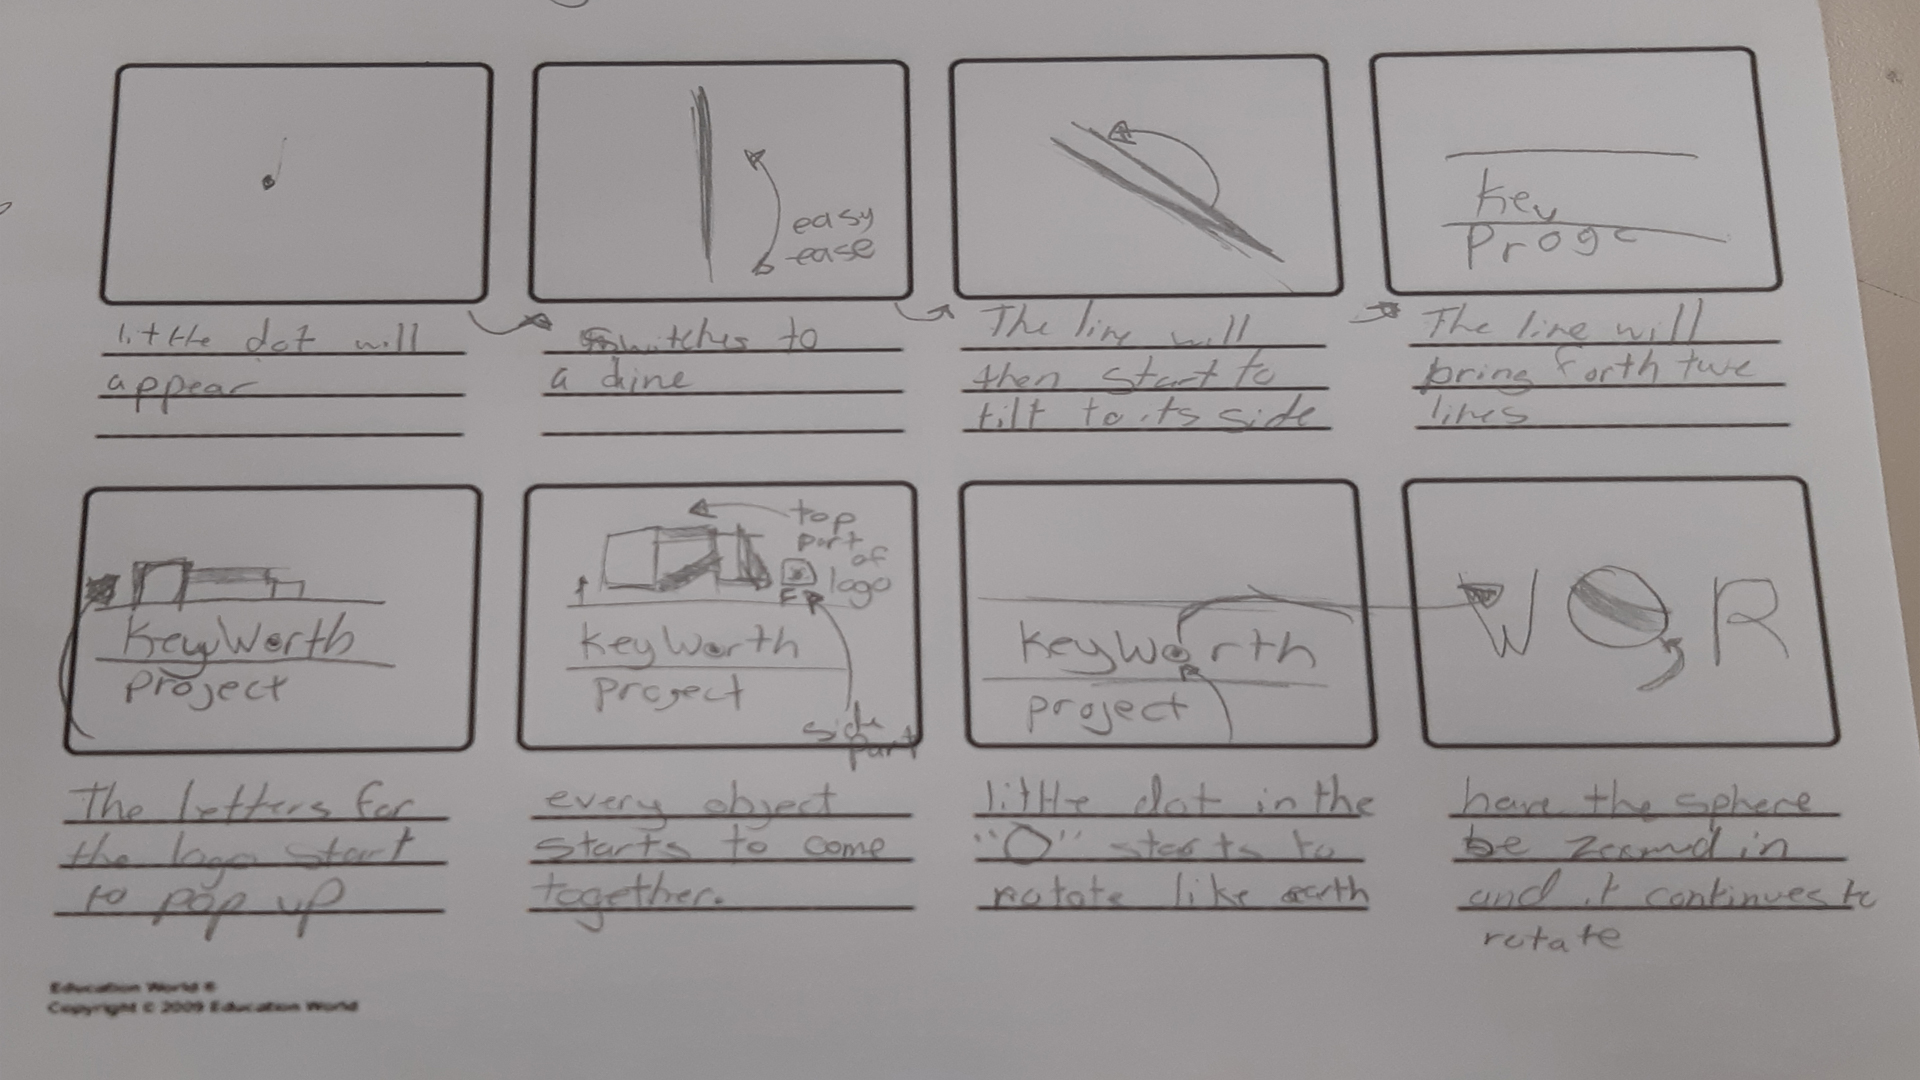 easy
ease
Key
Prog
little dot will
appear
switches to
a line
The line will
then start to
tilt to its side
The line will
bring forth two
lines
KeyWorth
project
top
part
of
logo
KeyWorth
project
side
part
KeyWorth
project
W O R
The letters for
the logo start
to pop up
every object
starts to come
together.
little dot in the
"O" starts to
rotate like earth
have the sphere
be zoomed in
and it continues to
rotate
Education World ®
Copyright © 2009 Education World